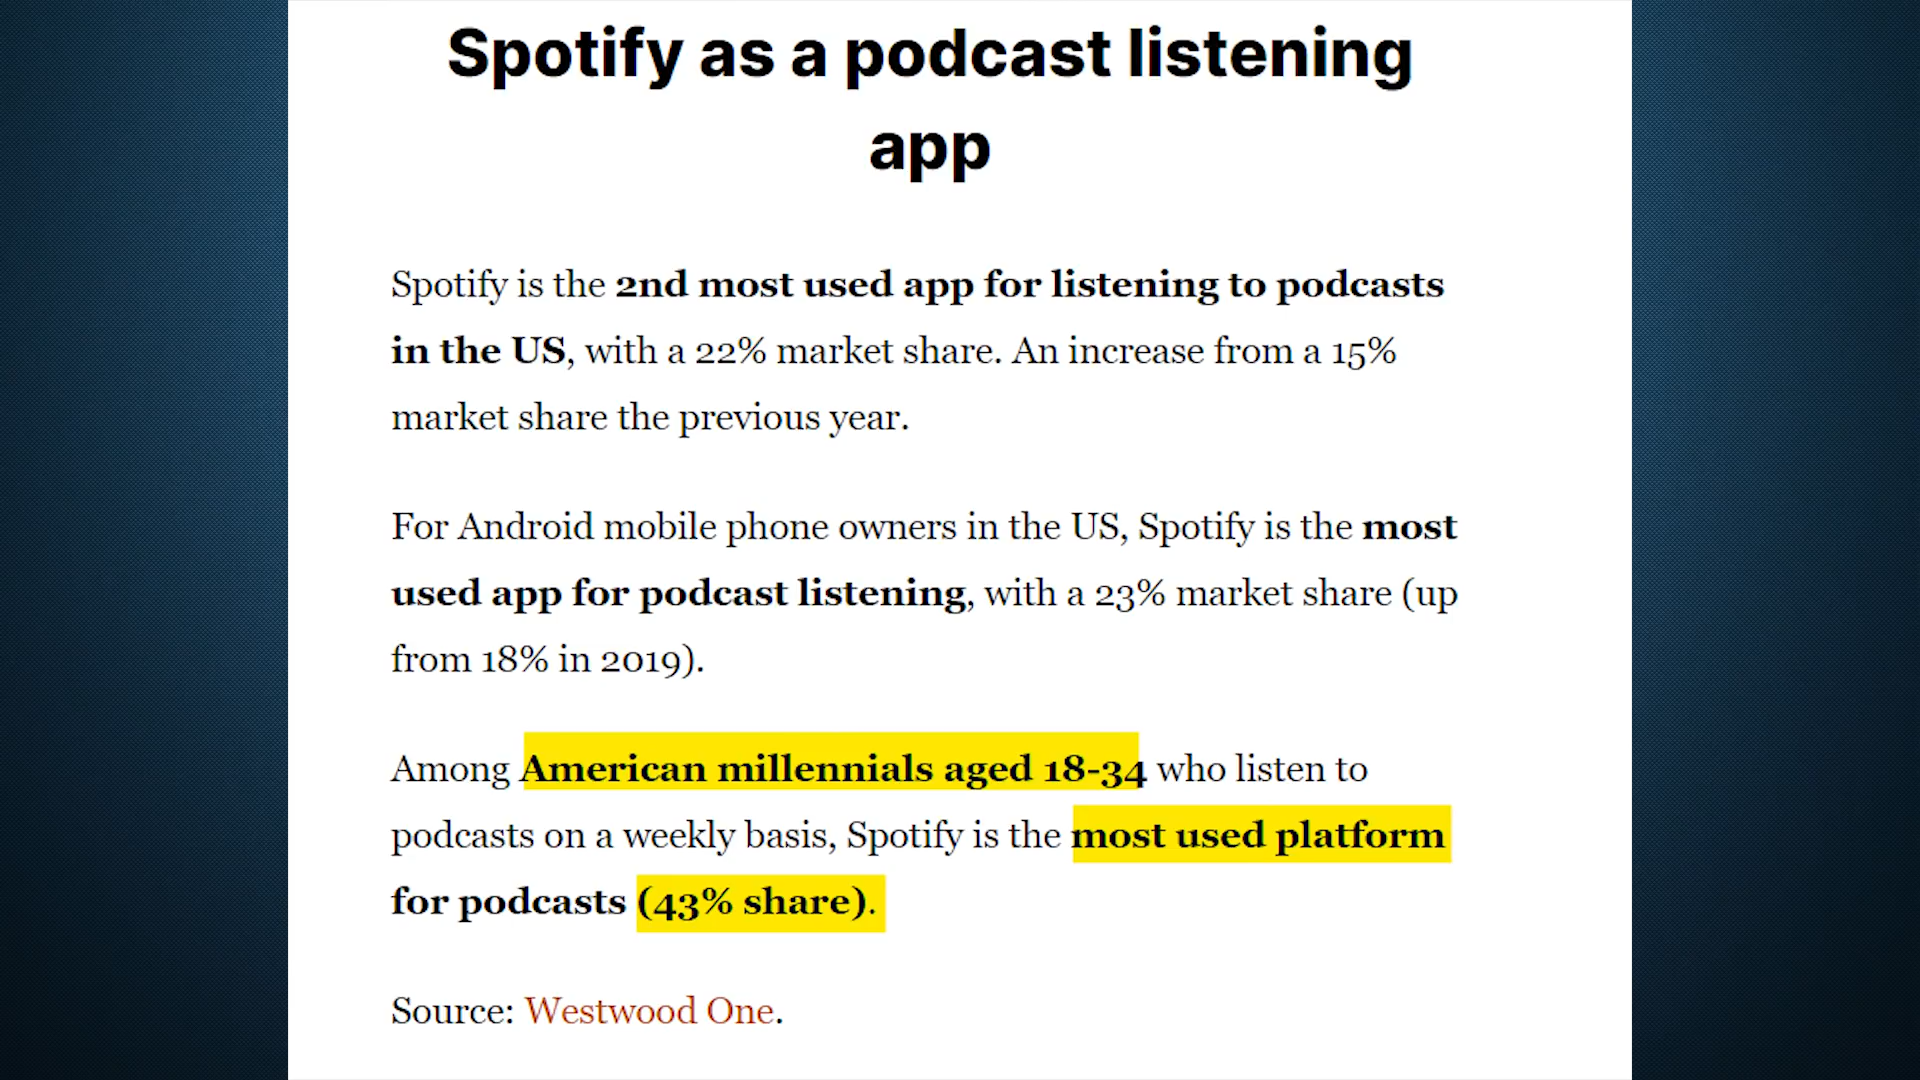 Spotify as a podcast listening
app
Spotify is the 2nd most used app for listening to podcasts
in the US, with a 22% market share. An increase from a 15%
market share the previous year.
For Android mobile phone owners in the US, Spotify is the most
used app for podcast listening, with a 23% market share (up
from 18% in 2019).
Among American millennials aged 18-34 who listen to
podcasts on a weekly basis, Spotify is the most used platform
for podcasts (43% share).
Source: Westwood One.